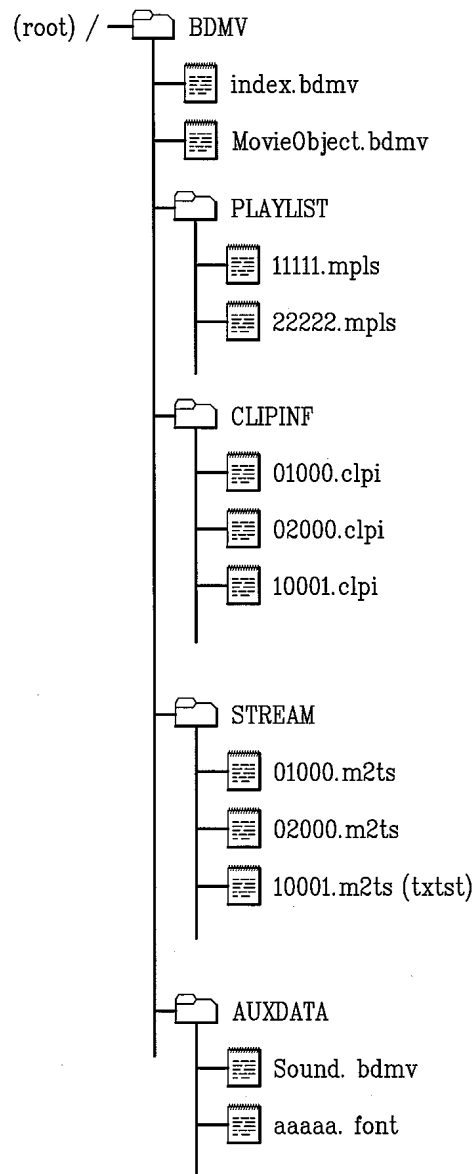 (root) / BDMV
index.bdmv
MovieObject.bdmv
PLAYLIST
11111.mpls
22222.mpls
CLIPINF
01000.clpi
02000.clpi
10001.clpi
STREAM
01000.m2ts
02000.m2ts
10001.m2ts (txtst)
AUXDATA
Sound. bdmv
aaaaa. font